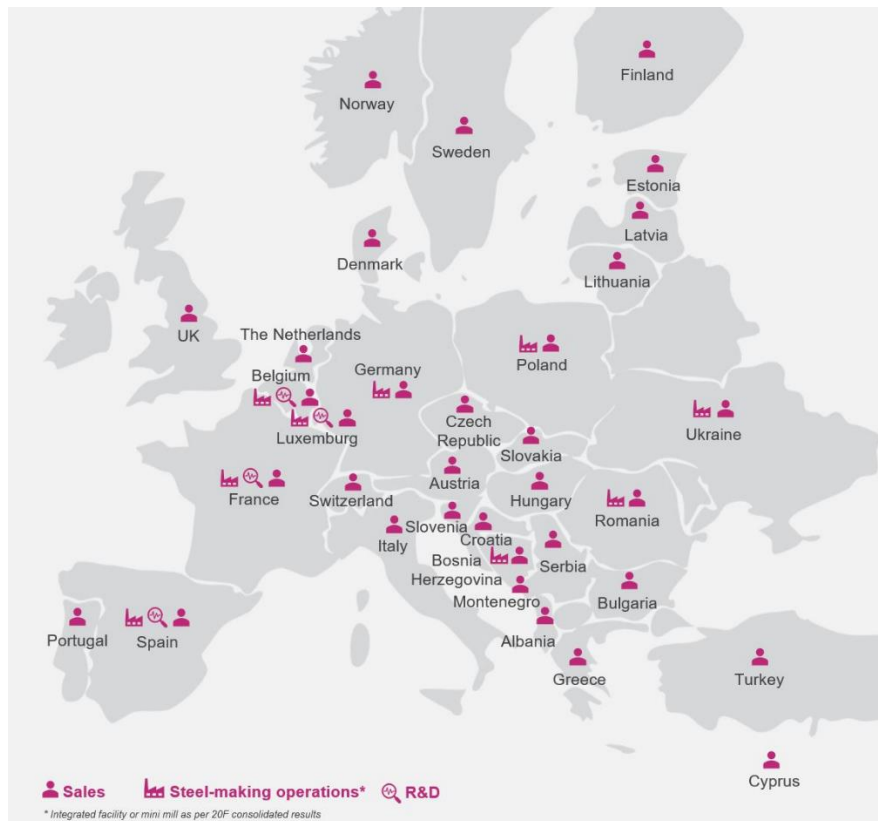 Finland
Norway
Sweden
Estonia
Latvia
Denmark
Lithuania
UK
The Netherlands
Belgium
Germany
Poland
Luxemburg
Czech
Republic
Ukraine
Slovakia
France
Switzerland
Austria
Hungary
Romania
Slovenia
Italy
Croatia
Bosnia
Herzegovina
Serbia
Montenegro
Bulgaria
Portugal
Spain
Albania
Greece
Turkey
Cyprus
Sales
Steel-making operations*
R&D
* Integrated facility or mini mill as per 20F consolidated results